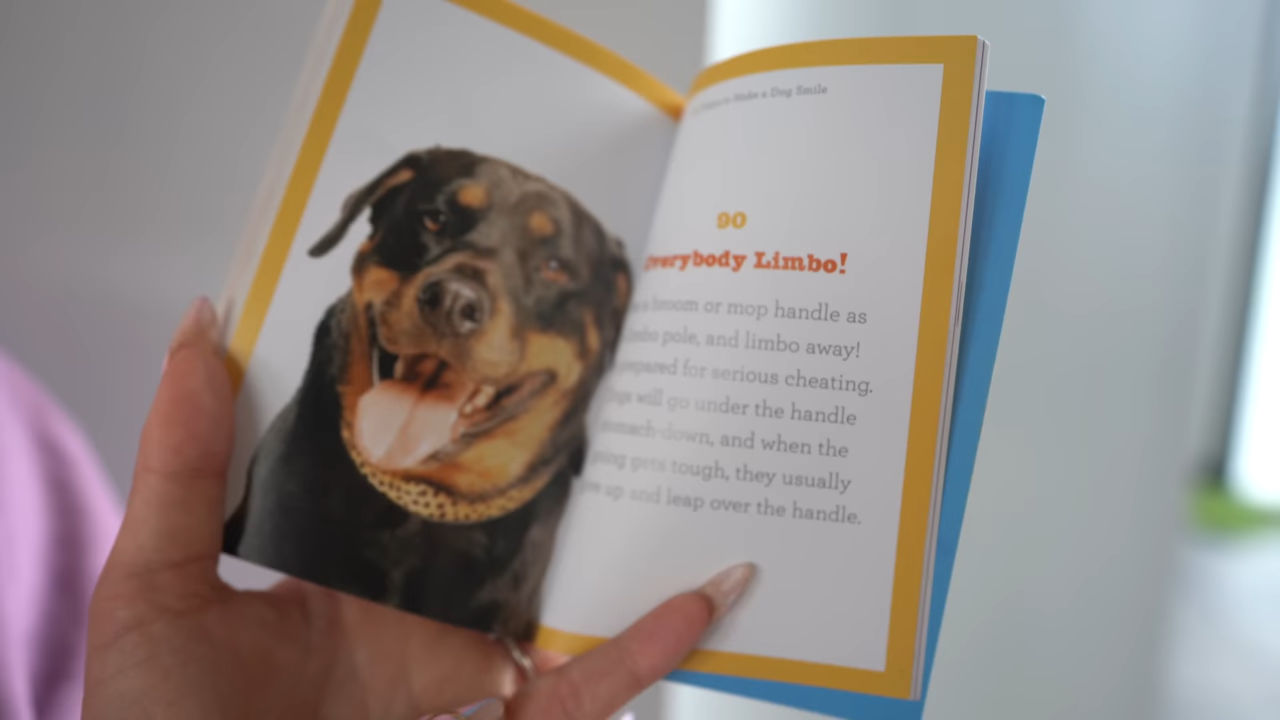 Make a Dog Smile
90
Everybody Limbo!
broom or mop handle as
limbo pole, and limbo away!
prepared for serious cheating.
will go under the handle
stomach-down, and when the
going gets tough, they usually
up and leap over the handle.